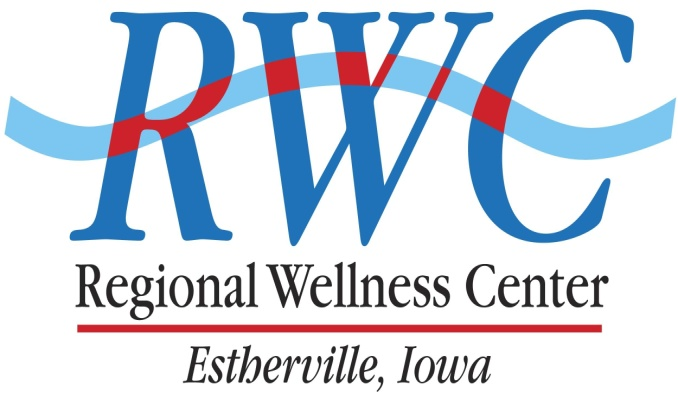 RWC
Regional Wellness Center
Estherville, Iowa